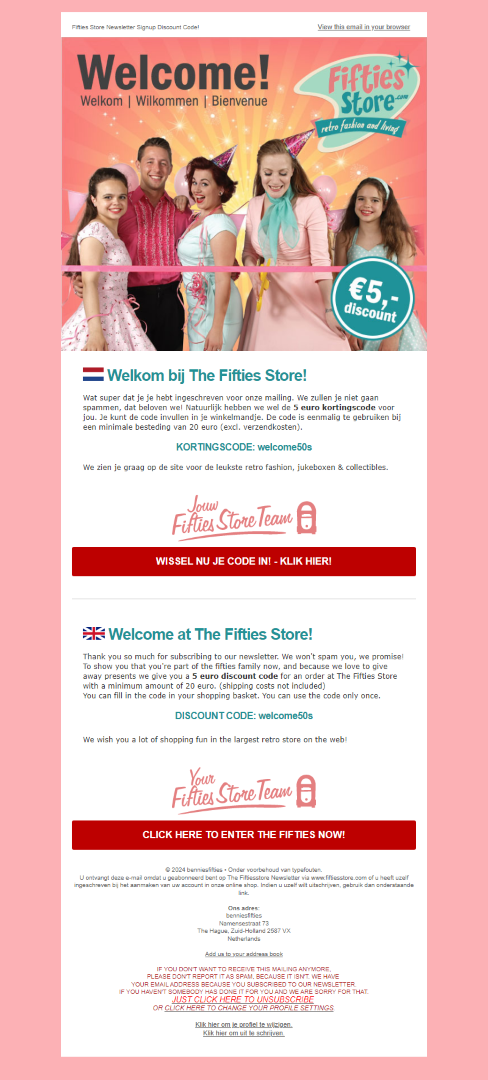 Fifties Store Newsletter Signup Discount Code!
View this email in your browser
Welcome!
Welkom | Wilkommen | Bienvenue
Fifties
Store.com
retro fashion and living
€5,-
discount
Welkom bij The Fifties Store!
Wat super dat je je hebt ingeschreven voor onze mailing. We zullen je niet gaan
spammen, dat beloven we! Natuurlijk hebben we wel de 5 euro kortingscode voor
jou. Je kunt de code invullen in je winkelmandje. De code is eenmalig te gebruiken bij
een minimale besteding van 20 euro (excl. verzendkosten).
KORTINGSCODE: welcome50s
We zien je graag op de site voor de leukste retro fashion, jukeboxen & collectibles.
Jouw
Fifties Store Team
WISSEL NU JE CODE IN! - KLIK HIER!
Welcome at The Fifties Store!
Thank you so much for subscribing to our newsletter. We won't spam you, we promise!
To show you that you're part of the fifties family now, and because we love to give
away presents we give you a 5 euro discount code for an order at The Fifties Store
with a minimum amount of 20 euro. (shipping costs not included)
You can fill in the code in your shopping basket. You can use the code only once.
DISCOUNT CODE: welcome50s
We wish you a lot of shopping fun in the largest retro store on the web!
Your
Fifties Store Team
CLICK HERE TO ENTER THE FIFTIES NOW!
© 2024 benniesfifties • Onder voorbehoud van typefouten.
U ontvangt deze e-mail omdat u geabonneerd bent op The Fiftiesstore Newsletter via www.fiftiesstore.com of u heeft uzelf
ingeschreven bij het aanmaken van uw account in onze online shop. Indien u uzelf wilt uitschrijven, gebruik dan onderstaande
link.
Ons adres:
benniesfifties
Namensestraat 73
The Hague, Zuid-Holland 2587 VX
Netherlands
Add us to your address book
IF YOU DON'T WANT TO RECEIVE THIS MAILING ANYMORE,
PLEASE DON'T REPORT IT AS SPAM, BECAUSE IT ISN'T. WE HAVE
YOUR EMAIL ADDRESS BECAUSE YOU SUBSCRIBED TO OUR NEWSLETTER.
IF YOU HAVEN'T SOMEBODY HAS DONE IT FOR YOU AND WE ARE SORRY FOR THAT.
JUST CLICK HERE TO UNSUBSCRIBE
OR CLICK HERE TO CHANGE YOUR PROFILE SETTINGS
Klik hier om je profiel te wijzigen.
Klik hier om uit te schrijven.